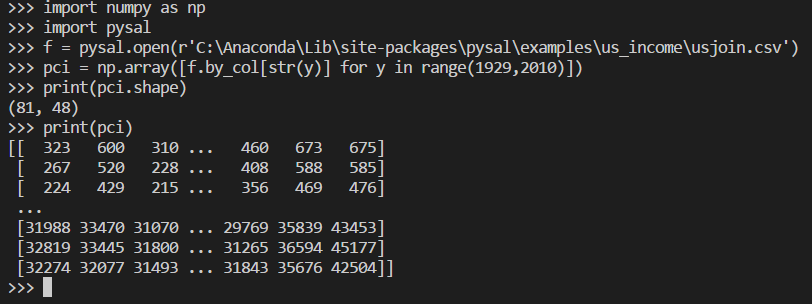 >>> import numpy as np
>>> import pysal
>>> f = pysal.open(r'C:\Anaconda\Lib\site-packages\pysal\examples\us_income\usjoin.csv')
>>> pci = np.array([f.by_col[str(y)] for y in range(1929,2010)])
>>> print(pci.shape)
(81, 48)
>>> print(pci)
[[  323   600   310 ...   460   673   675]
 [  267   520   228 ...   408   588   585]
 [  224   429   215 ...   356   469   476]
 ...
 [31988 33470 31070 ... 29769 35839 43453]
 [32819 33445 31800 ... 31265 36594 45177]
 [32274 32077 31493 ... 31843 35676 42504]]
>>>